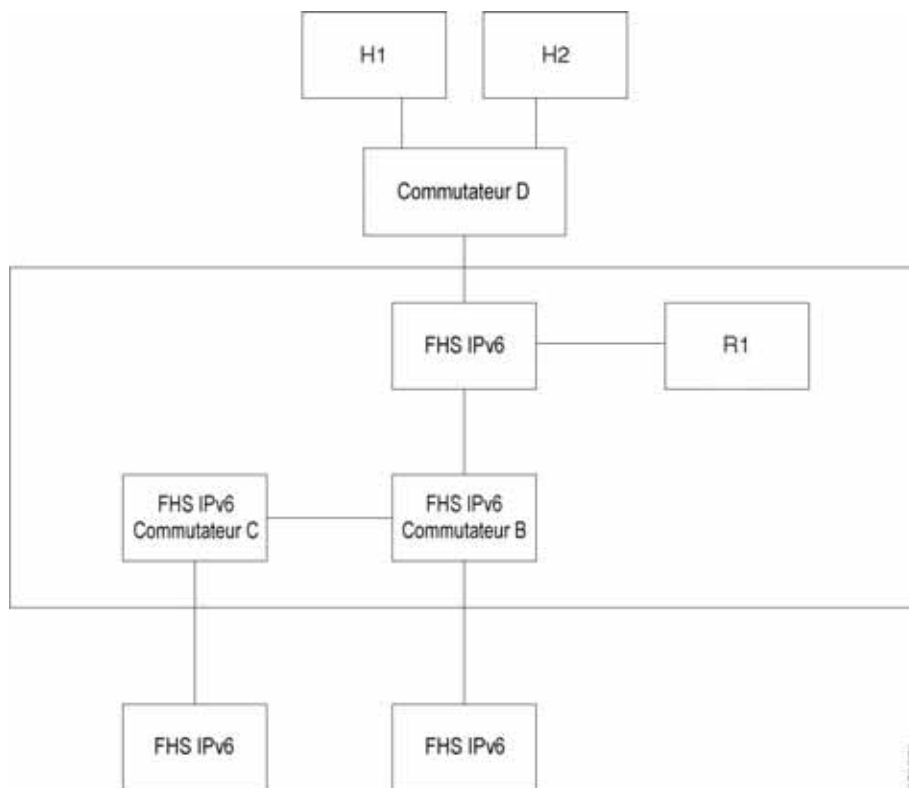 H1
H2
Commutateur D
FHS IPv6
R1
FHS IPv6
Commutateur C
FHS IPv6
Commutateur B
FHS IPv6
FHS IPv6